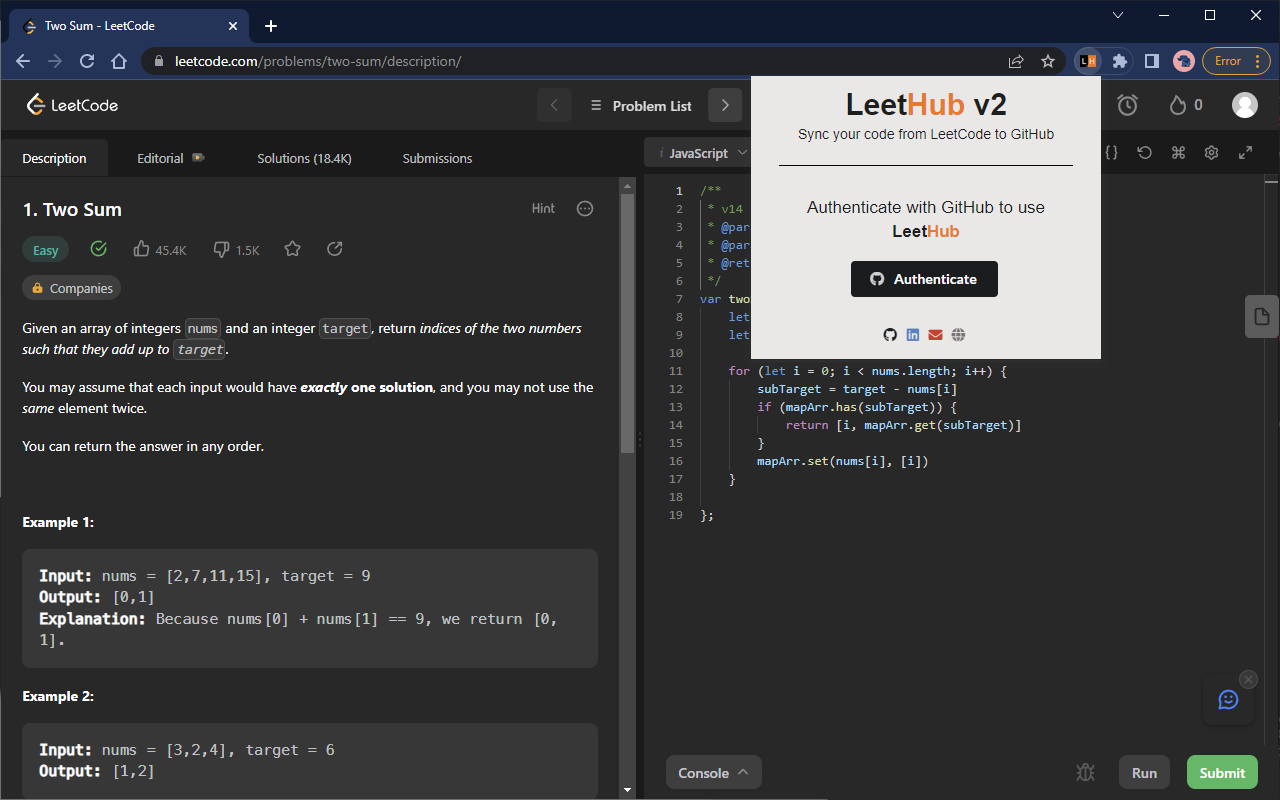 Two Sum - LeetCode
leetcode.com/problems/two-sum/description/
LH
Error
LeetCode
Problem List
0
LeetHub v2
Sync your code from LeetCode to GitHub
Authenticate with GitHub to use
LeetHub
Authenticate
Description
Editorial
Solutions (18.4K)
Submissions
1. Two Sum
Hint
Easy
45.4K
1.5K
Companies
Given an array of integers nums and an integer target, return indices of the two numbers
such that they add up to target.
You may assume that each input would have exactly one solution, and you may not use the
same element twice.
You can return the answer in any order.
Example 1:
Input: nums = [2,7,11,15], target = 9
Output: [0,1]
Explanation: Because nums[0] + nums[1] == 9, we return [0,
1].
Example 2:
Input: nums = [3,2,4], target = 6
Output: [1,2]
i JavaScript
{}
1 /**
2 * v14
3 * @par
4 * @par
5 * @ret
6 */
7 var two
8 let
9 let
10
11 for (let i = 0; i < nums.length; i++) {
12 subTarget = target - nums[i]
13 if (mapArr.has(subTarget)) {
14 return [i, mapArr.get(subTarget)]
15 }
16 mapArr.set(nums[i], [i])
17 }
18
19 };
Console
Run
Submit